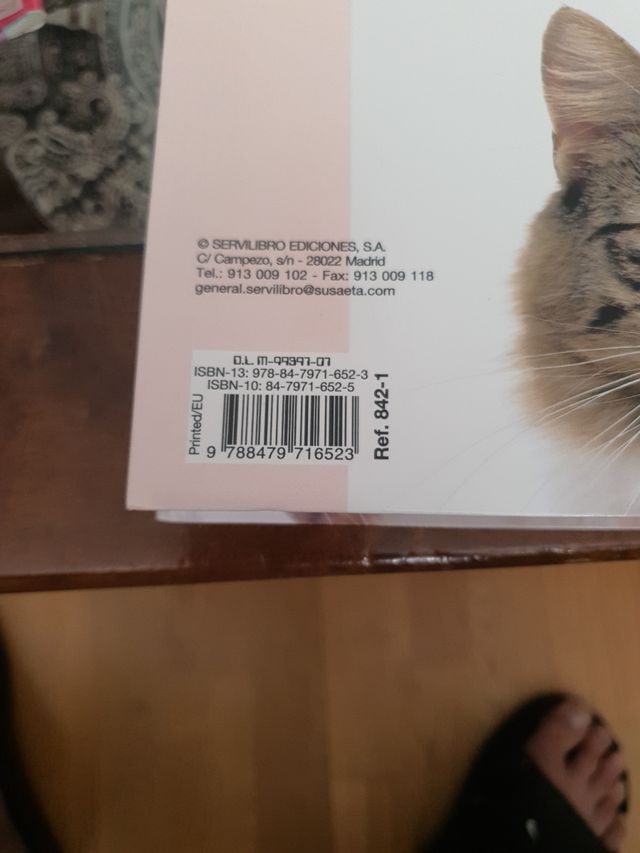 © SERVILIBRO EDICIONES, S.A.
C/ Campezo, s/n - 28022 Madrid
Tel.: 913 009 102 - Fax: 913 009 118
general.servilibro@susaeta.com
D.L. M-49397-07
ISBN-13: 978-84-7971-652-3
ISBN-10: 84-7971-652-5
Printed/EU
9 788479 716523
Ref. 842-1